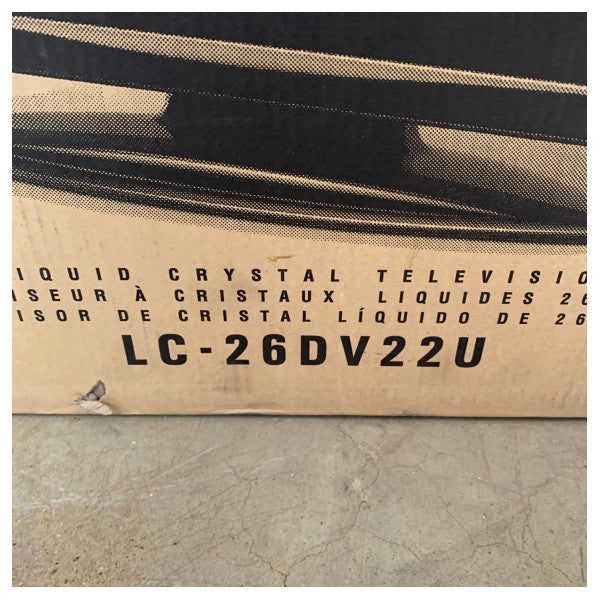 IQUID CRYSTAL TELEVISIO
ISEUR À CRISTAUX LIQUIDES 26
ISOR DE CRISTAL LÍQUIDO DE 26
LC-26DV22U